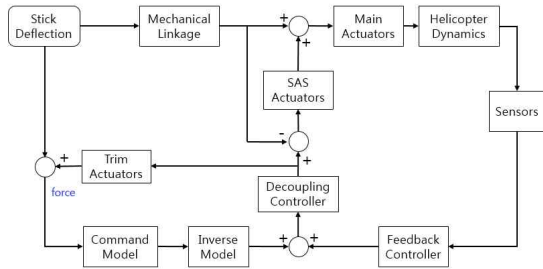 Stick
Deflection
Mechanical
Linkage
+
+
Main
Actuators
Helicopter
Dynamics
SAS
Actuators
Sensors
-
+
+
Trim
Actuators
force
Decoupling
Controller
Command
Model
Inverse
Model
+
+
Feedback
Controller